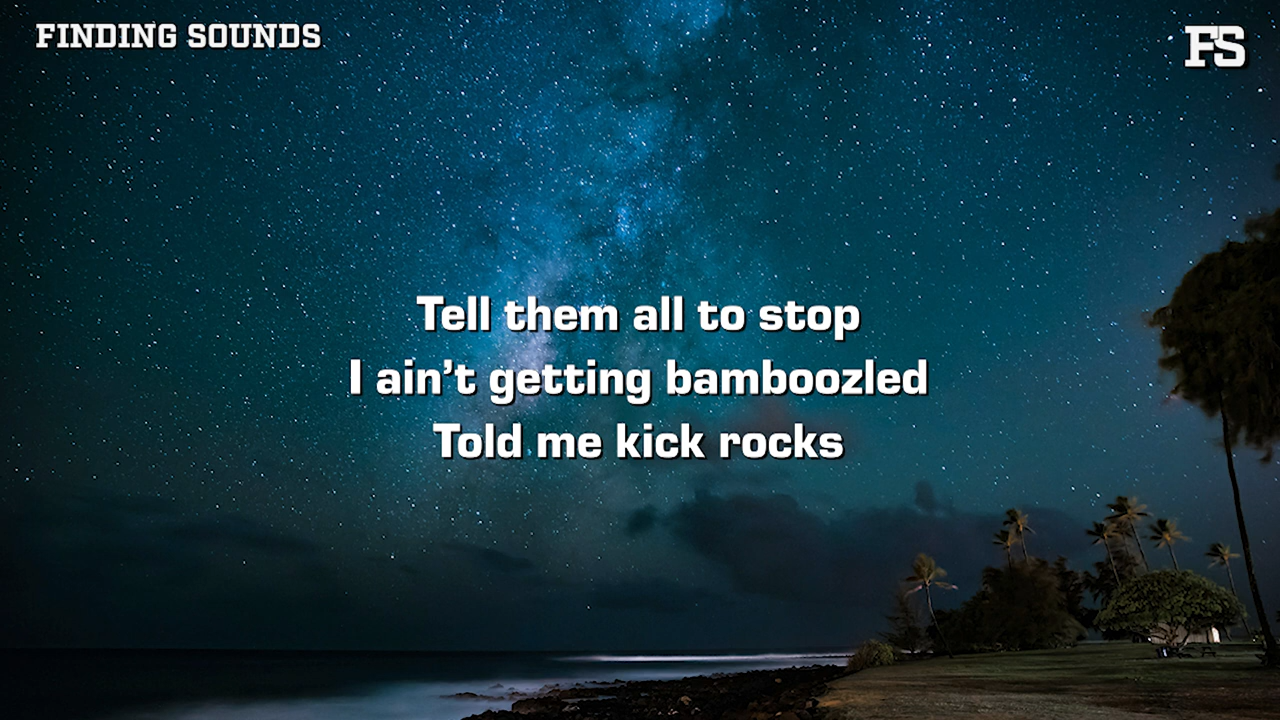 FINDING SOUNDS
FS
Tell them all to stop
I ain’t getting bamboozled
Told me kick rocks